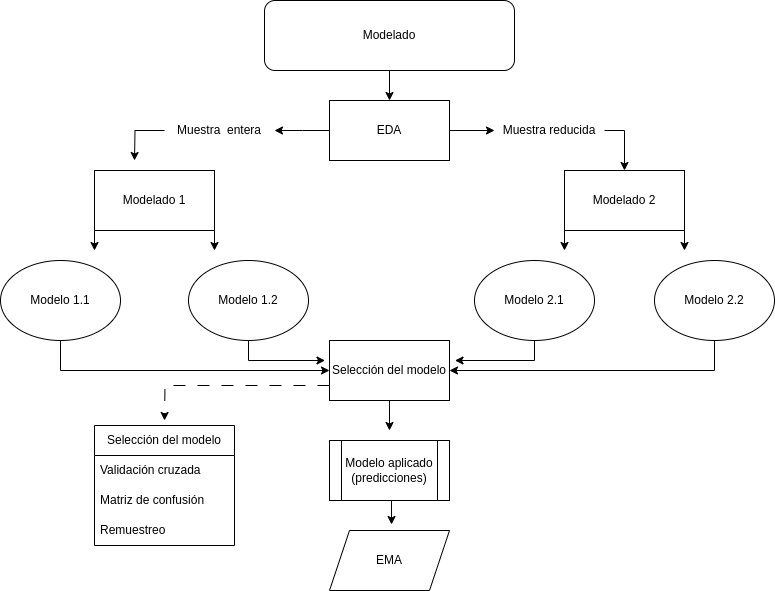 Modelado
Muestra  entera
EDA
Muestra reducida
Modelado 1
Modelado 2
Modelo 1.1
Modelo 1.2
Modelo 2.1
Modelo 2.2
Selección del modelo
Selección del modelo
Validación cruzada
Matriz de confusión
Remuestreo
Modelo aplicado
(predicciones)
EMA